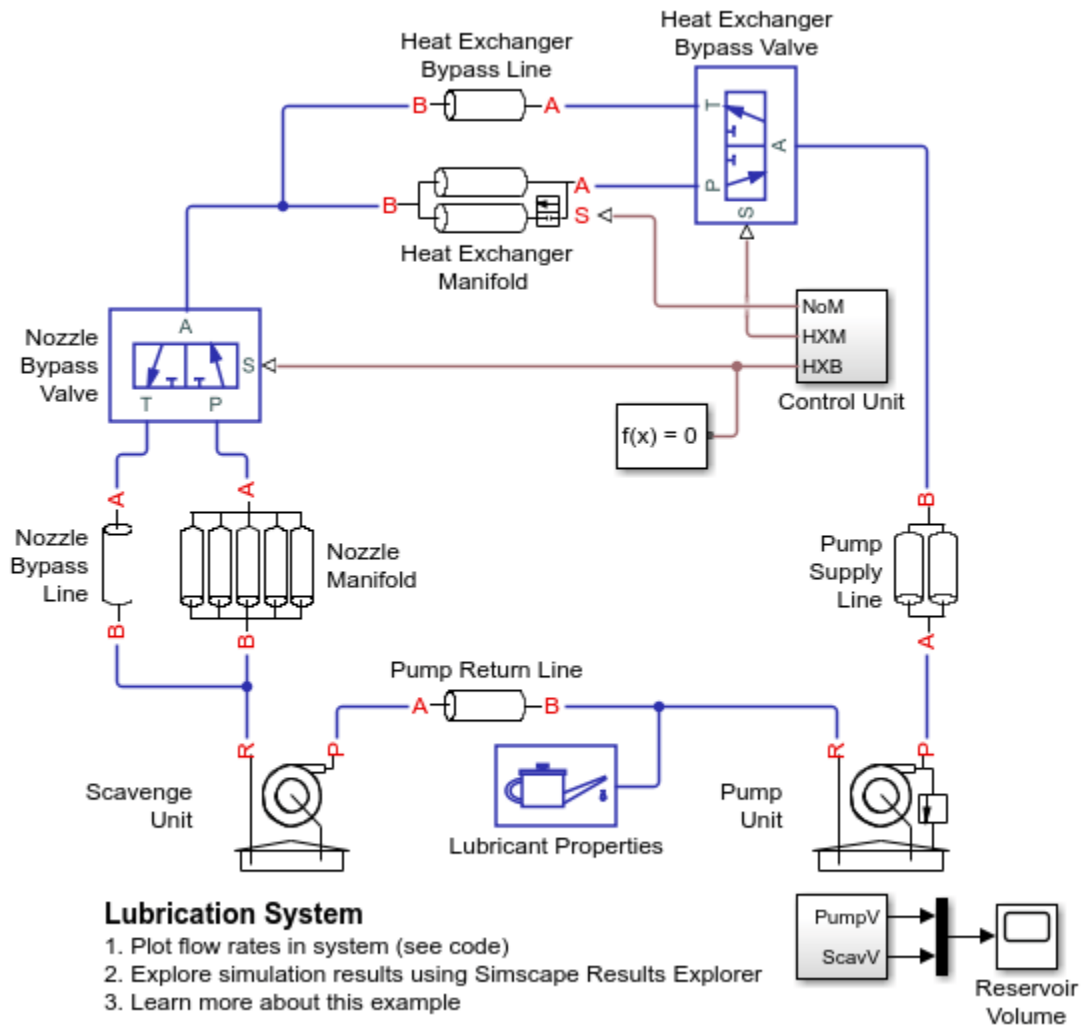 Heat Exchanger
Bypass Valve
Heat Exchanger
Bypass Line
B
A
T
A
P
S
B
A
S
Heat Exchanger
Manifold
NoM
HXM
HXB
Control Unit
Nozzle
Bypass
Valve
A
S
T
P
f(x) = 0
A
A
B
Nozzle
Bypass
Line
Nozzle
Manifold
Pump
Supply
Line
B
B
A
Pump Return Line
A
B
R
P
R
P
Scavenge
Unit
Pump
Unit
Lubricant Properties
Lubrication System
1. Plot flow rates in system (see code)
2. Explore simulation results using Simscape Results Explorer
3. Learn more about this example
PumpV
ScavV
Reservoir
Volume